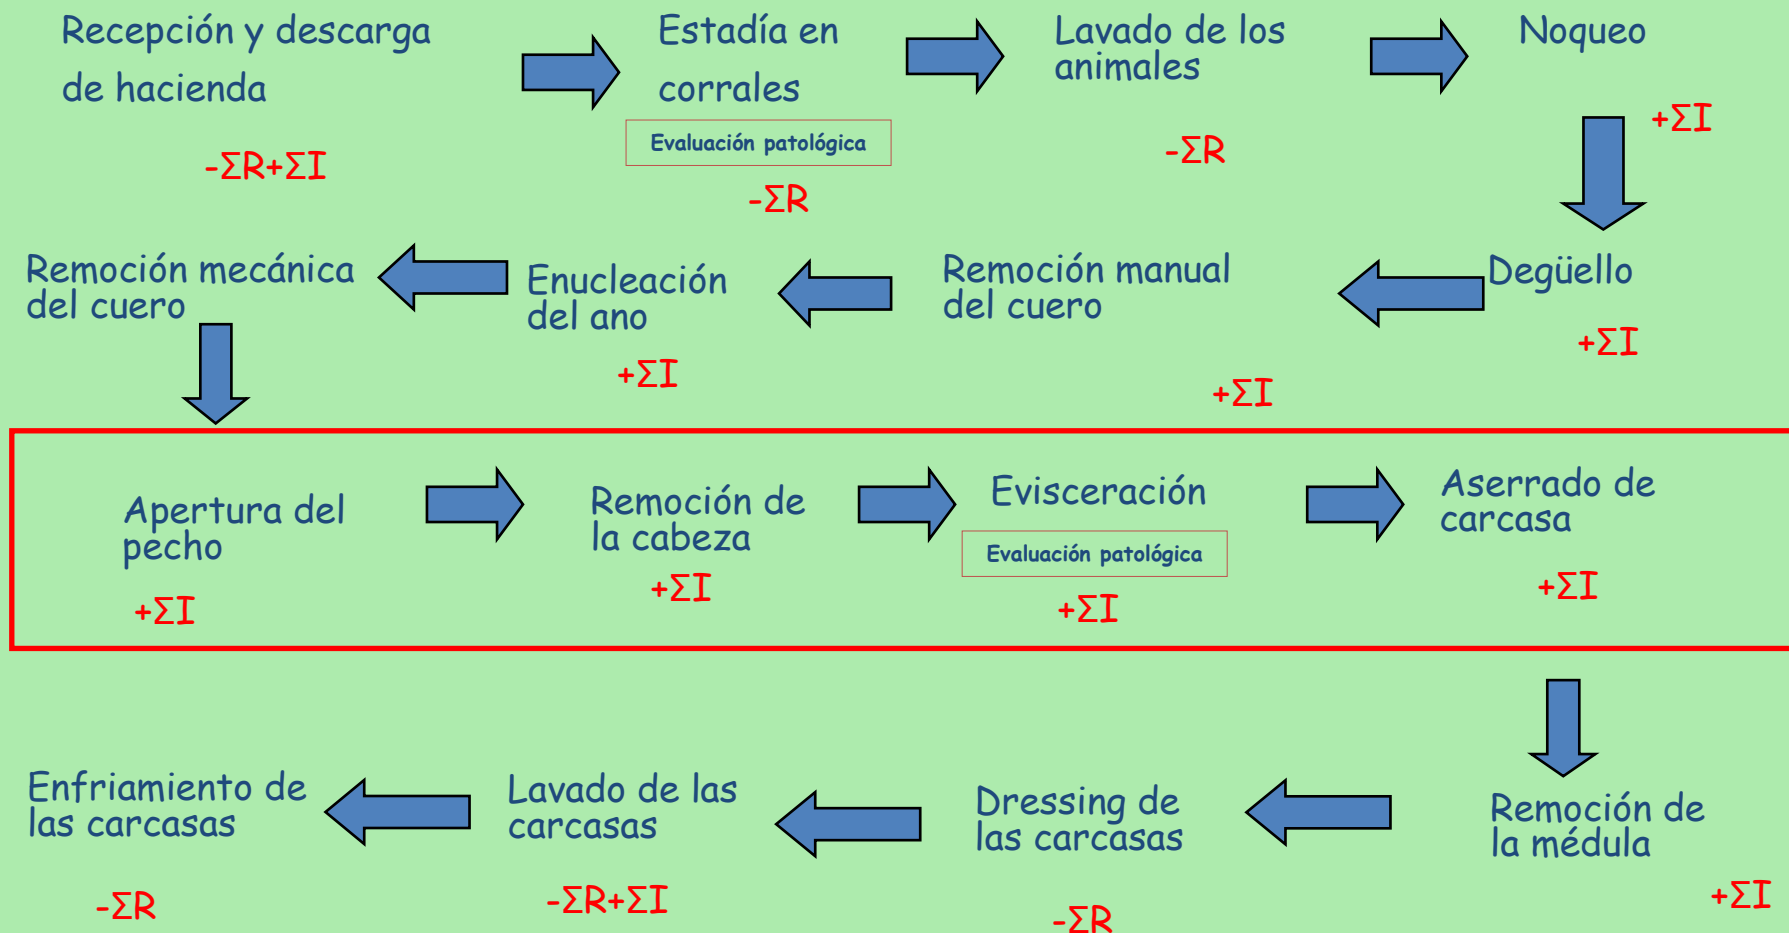 Recepción y descarga
de hacienda
-ΣR+ΣI
Estadía en
corrales
Evaluación patológica
-ΣR
Lavado de los
animales
-ΣR
Noqueo
+ΣI
Degüello
+ΣI
Remoción manual
del cuero
+ΣI
Enucleación
del ano
+ΣI
Remoción mecánica
del cuero
Apertura del
pecho
+ΣI
Remoción de
la cabeza
+ΣI
Evisceración
Evaluación patológica
+ΣI
Aserrado de
carcasa
+ΣI
Remoción de
la médula
+ΣI
Dressing de
las carcasas
-ΣR
Lavado de las
carcasas
-ΣR+ΣI
Enfriamiento de
las carcasas
-ΣR